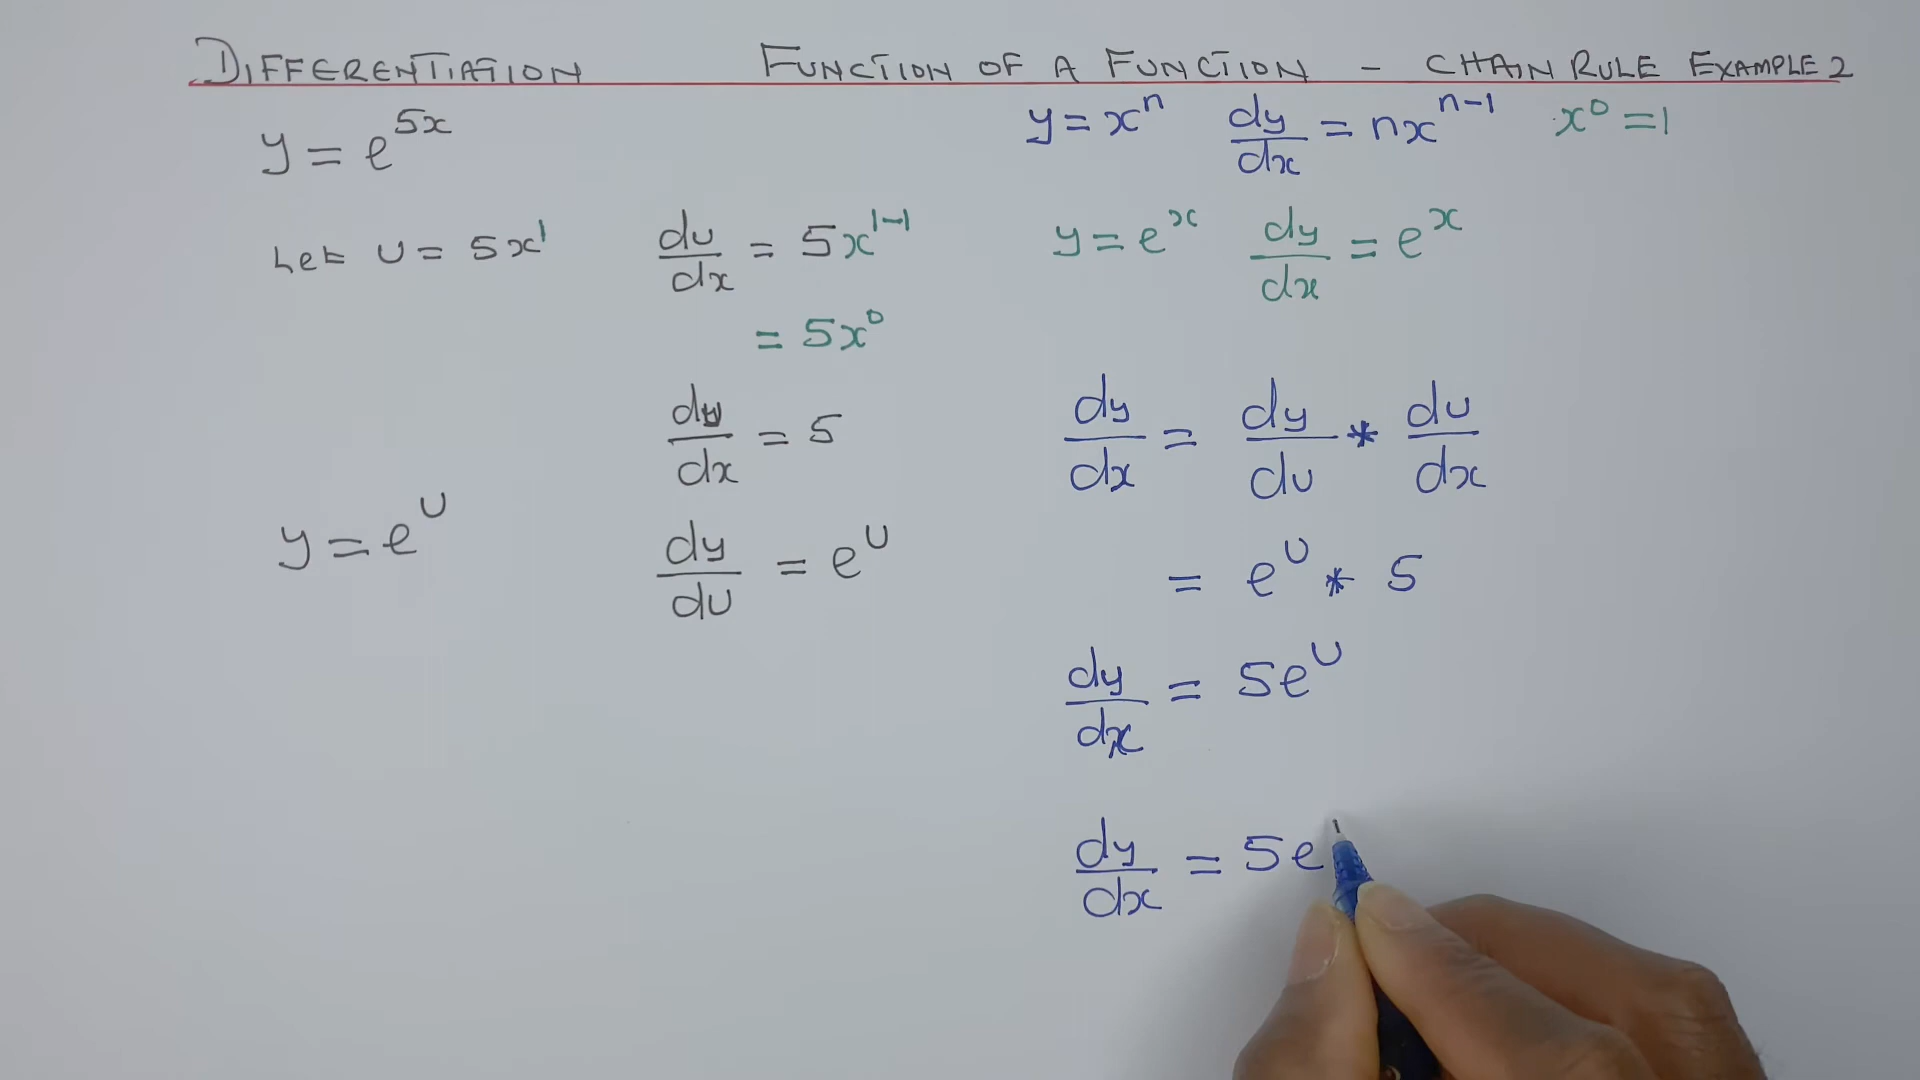 DIFFERENTIATION FUNCTION OF A FUNCTION - CHAIN RULE EXAMPLE 2
y = e^{5x}
Let u = 5x^1
y = e^u
du/dx = 5x^{1-1}
= 5x^0
du/dx = 5
dy/du = e^u
y = x^n dy/dx = nx^{n-1} x^0 = 1
y = e^x dy/dx = e^x
dy/dx = dy/du * du/dx
= e^u * 5
dy/dx = 5e^u
dy/dx = 5e